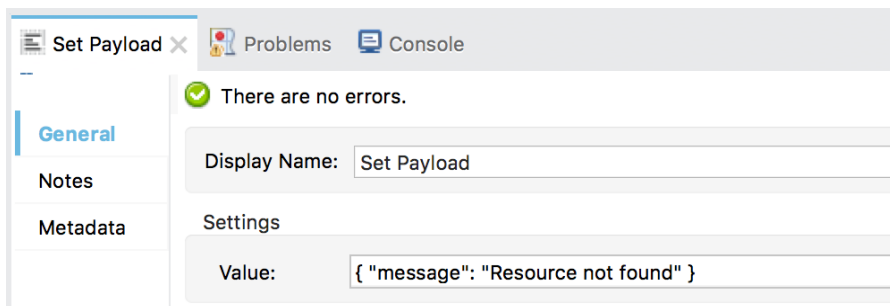 Set Payload Problems Console
There are no errors.
General
Display Name: Set Payload
Notes
Metadata
Settings
Value: { "message": "Resource not found" }